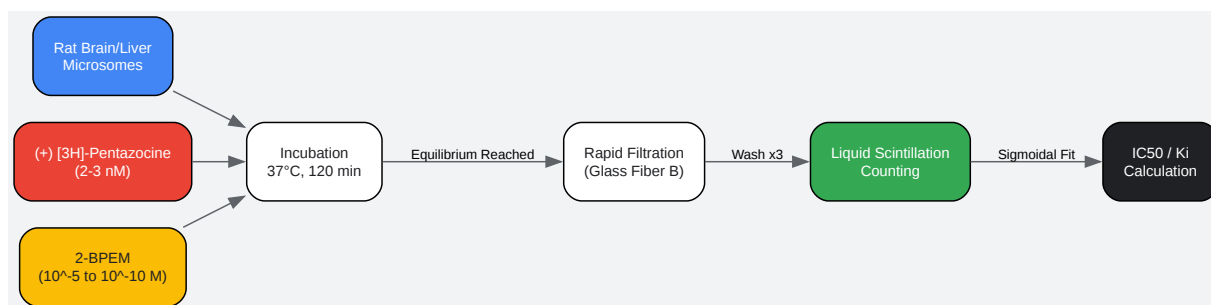 Rat Brain/Liver
Microsomes
(+) [3H]-Pentazocine
(2-3 nM)
2-BPEM
(10^-5 to 10^-10 M)
Incubation
37°C, 120 min
Equilibrium Reached
Rapid Filtration
(Glass Fiber B)
Wash x3
Liquid Scintillation
Counting
Sigmoidal Fit
IC50 / Ki
Calculation